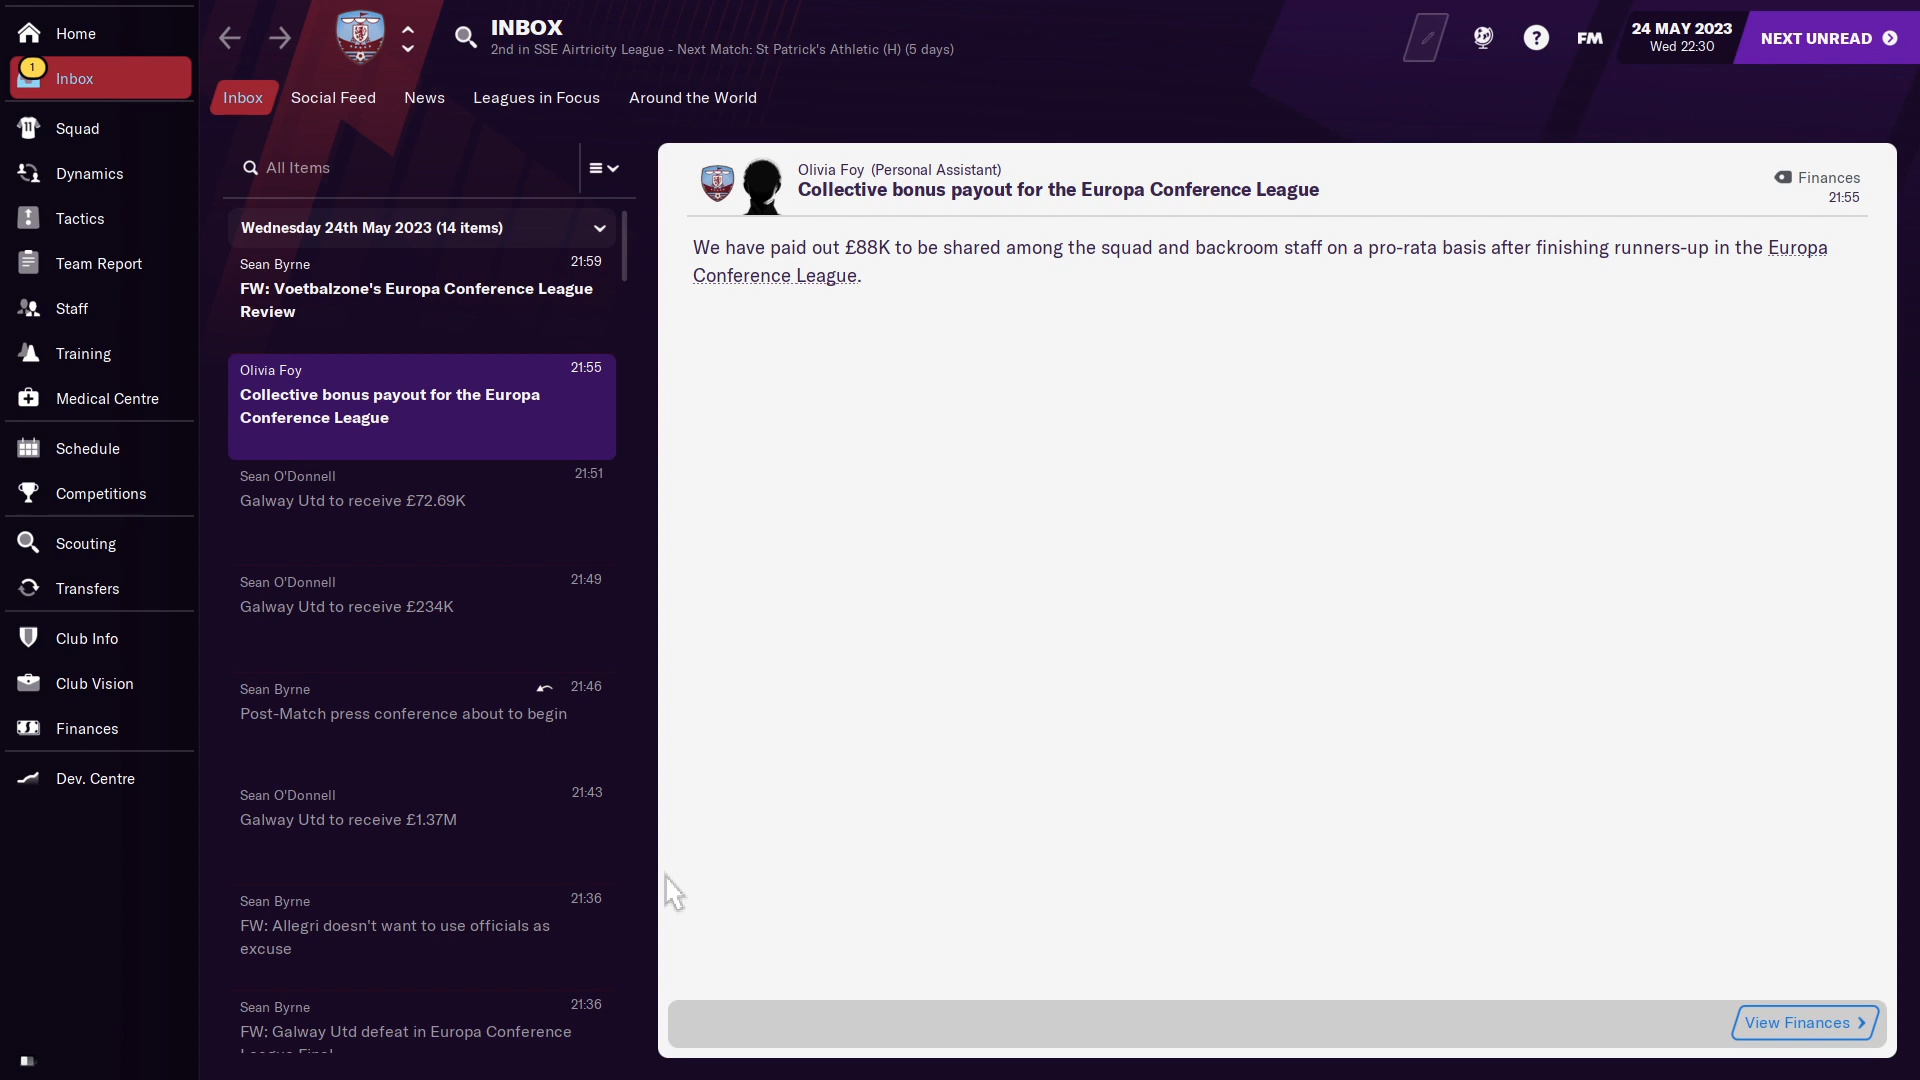 Home
1
Inbox
Squad
Dynamics
Tactics
Team Report
Staff
Training
Medical Centre
Schedule
Competitions
Scouting
Transfers
Club Info
Club Vision
Finances
Dev. Centre
INBOX
2nd in SSE Airtricity League - Next Match: St Patrick's Athletic (H) (5 days)
FM
24 MAY 2023
Wed 22:30
NEXT UNREAD
Inbox
Social Feed
News
Leagues in Focus
Around the World
All Items
Wednesday 24th May 2023 (14 items)
Sean Byrne 21:59
FW: Voetbalzone's Europa Conference League
Review
Olivia Foy 21:55
Collective bonus payout for the Europa
Conference League
Sean O'Donnell 21:51
Galway Utd to receive £72.69K
Sean O'Donnell 21:49
Galway Utd to receive £234K
Sean Byrne 21:46
Post-Match press conference about to begin
Sean O'Donnell 21:43
Galway Utd to receive £1.37M
Sean Byrne 21:36
FW: Allegri doesn't want to use officials as
excuse
Sean Byrne 21:36
FW: Galway Utd defeat in Europa Conference
League Final
Olivia Foy (Personal Assistant)
Collective bonus payout for the Europa Conference League
Finances
21:55
We have paid out £88K to be shared among the squad and backroom staff on a pro-rata basis after finishing runners-up in the Europa
Conference League.
View Finances